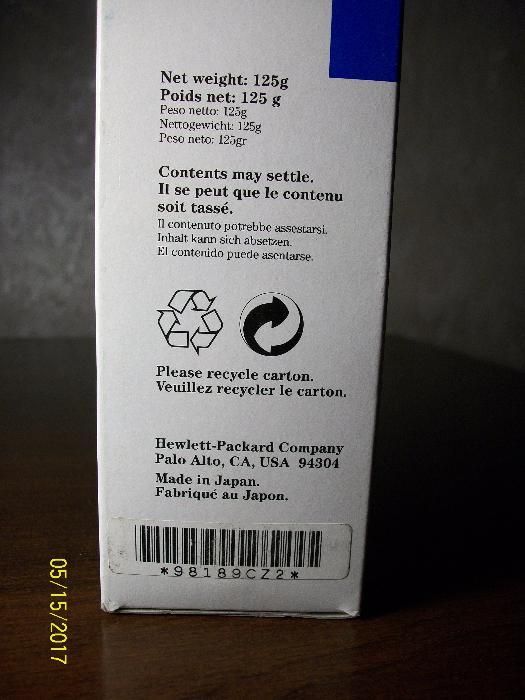 Net weight: 125g
Poids net: 125 g
Peso netto: 125g
Nettogewicht: 125g
Peso neto: 125gr
Contents may settle.
Il se peut que le contenu
soit tassé.
Il contenuto potrebbe assestarsi.
Inhalt kann sich absetzen.
El contenido puede asentarse.
Please recycle carton.
Veuillez recycler le carton.
Hewlett-Packard Company
Palo Alto, CA, USA 94304
Made in Japan.
Fabriqué au Japon.
*98189CZ2*
05/15/2017